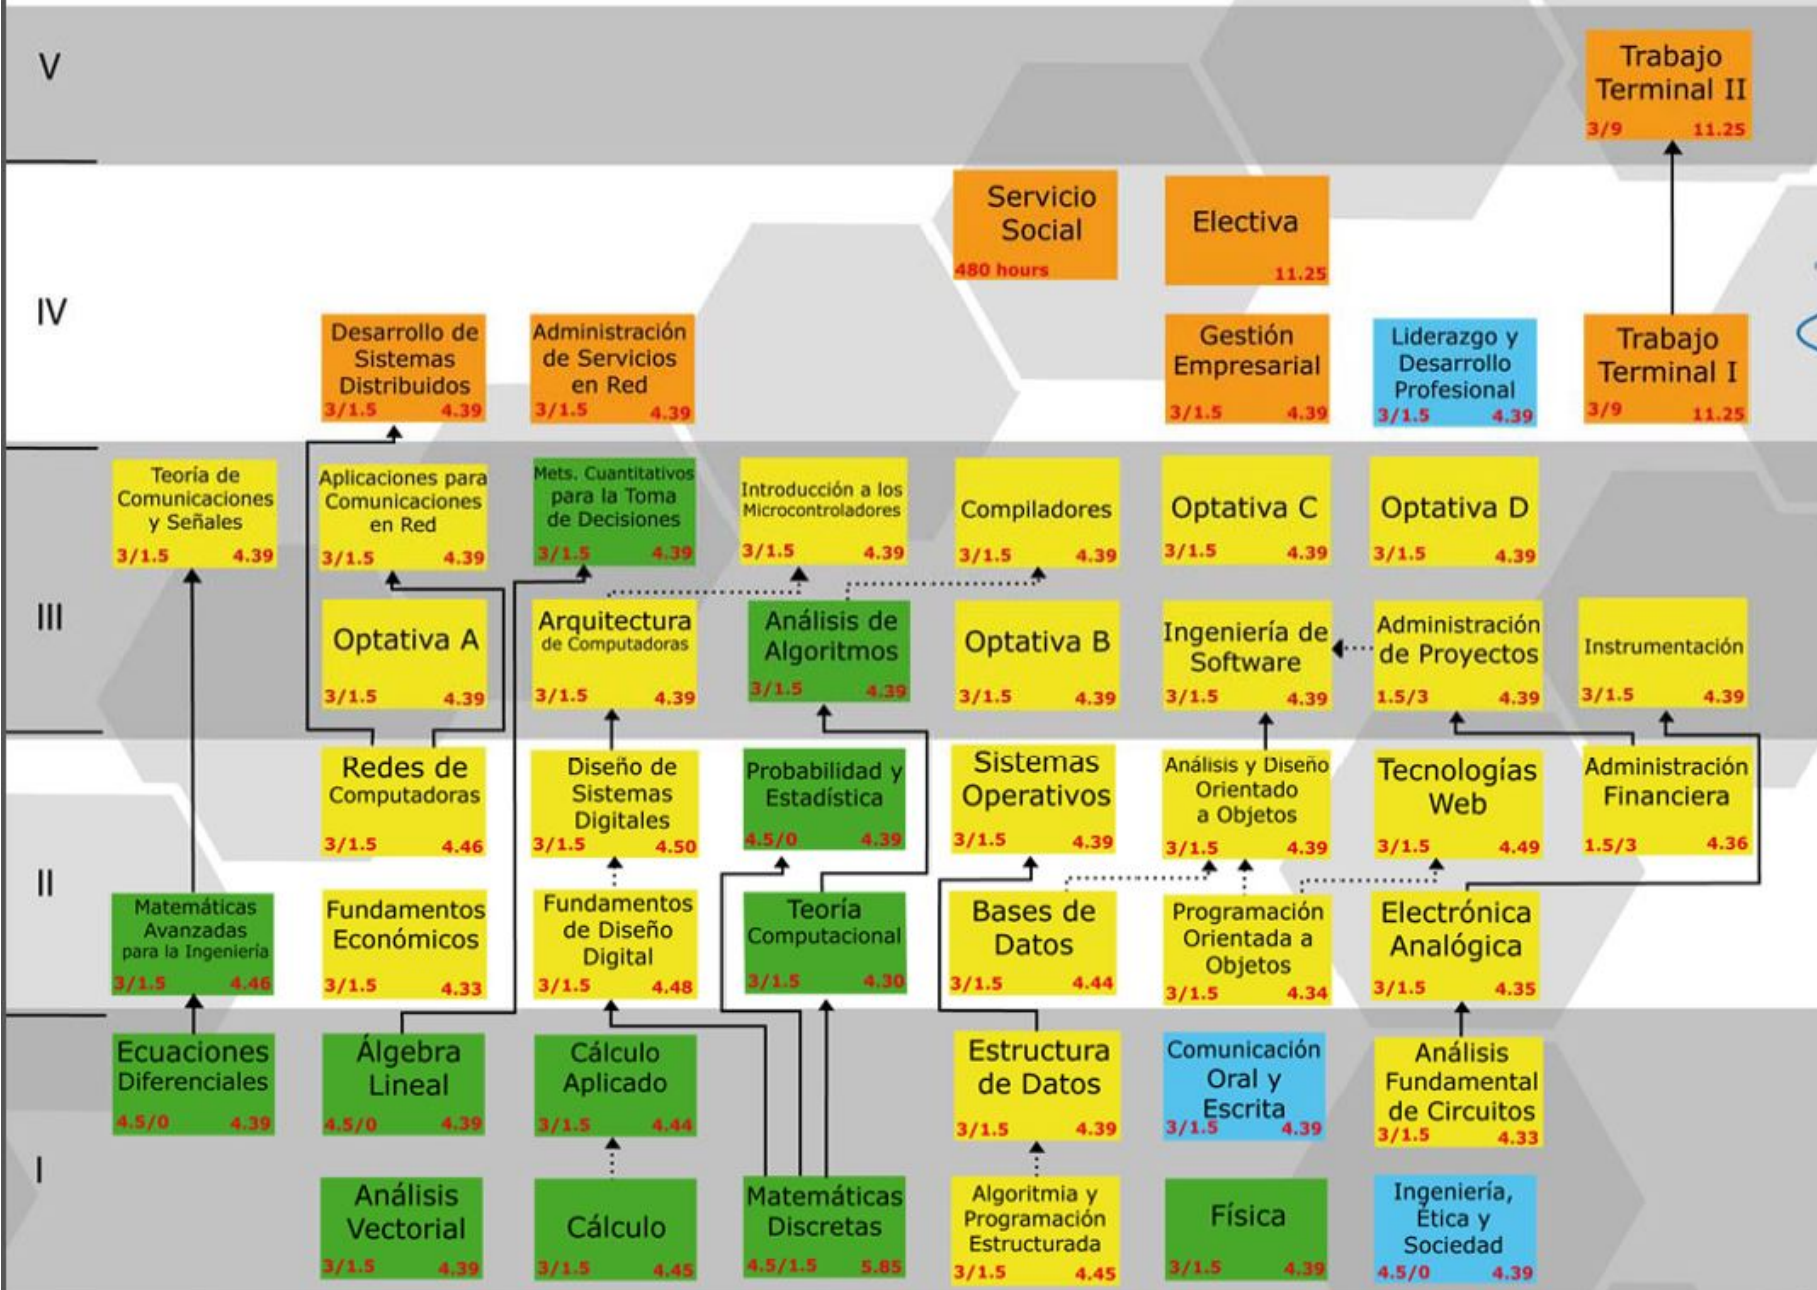 V
Trabajo
Terminal II
3/9 11.25
IV
Servicio
Social
480 hours
Electiva
11.25
Desarrollo de
Sistemas
Distribuidos
3/1.5 4.39
Administración
de Servicios
en Red
3/1.5 4.39
Gestión
Empresarial
3/1.5 4.39
Liderazgo y
Desarrollo
Profesional
3/1.5 4.39
Trabajo
Terminal I
3/9 11.25
III
Teoría de
Comunicaciones
y Señales
3/1.5 4.39
Aplicaciones para
Comunicaciones
en Red
3/1.5 4.39
Mets. Cuantitativos
para la Toma
de Decisiones
3/1.5 4.39
Introducción a los
Microcontroladores
3/1.5 4.39
Compiladores
3/1.5 4.39
Optativa C
3/1.5 4.39
Optativa D
3/1.5 4.39
Optativa A
3/1.5 4.39
Arquitectura
de Computadoras
3/1.5 4.39
Análisis de
Algoritmos
3/1.5 4.39
Optativa B
3/1.5 4.39
Ingeniería de
Software
3/1.5 4.39
Administración
de Proyectos
1.5/3 4.39
Instrumentación
3/1.5 4.39
II
Redes de
Computadoras
3/1.5 4.46
Diseño de
Sistemas
Digitales
3/1.5 4.50
Probabilidad y
Estadística
4.5/0 4.39
Sistemas
Operativos
3/1.5 4.39
Análisis y Diseño
Orientado
a Objetos
3/1.5 4.39
Tecnologías
Web
3/1.5 4.49
Administración
Financiera
1.5/3 4.36
Matemáticas
Avanzadas
para la Ingeniería
3/1.5 4.46
Fundamentos
Económicos
3/1.5 4.33
Fundamentos
de Diseño
Digital
3/1.5 4.48
Teoría
Computacional
3/1.5 4.30
Bases de
Datos
3/1.5 4.44
Programación
Orientada a
Objetos
3/1.5 4.34
Electrónica
Analógica
3/1.5 4.35
I
Ecuaciones
Diferenciales
4.5/0 4.39
Álgebra
Lineal
4.5/0 4.39
Cálculo
Aplicado
3/1.5 4.44
Estructura
de Datos
3/1.5 4.39
Comunicación
Oral y
Escrita
3/1.5 4.39
Análisis
Fundamental
de Circuitos
3/1.5 4.33
Análisis
Vectorial
3/1.5 4.39
Cálculo
3/1.5 4.45
Matemáticas
Discretas
4.5/1.5 5.85
Algoritmia y
Programación
Estructurada
3/1.5 4.45
Física
3/1.5 4.39
Ingeniería,
Ética y
Sociedad
4.5/0 4.39